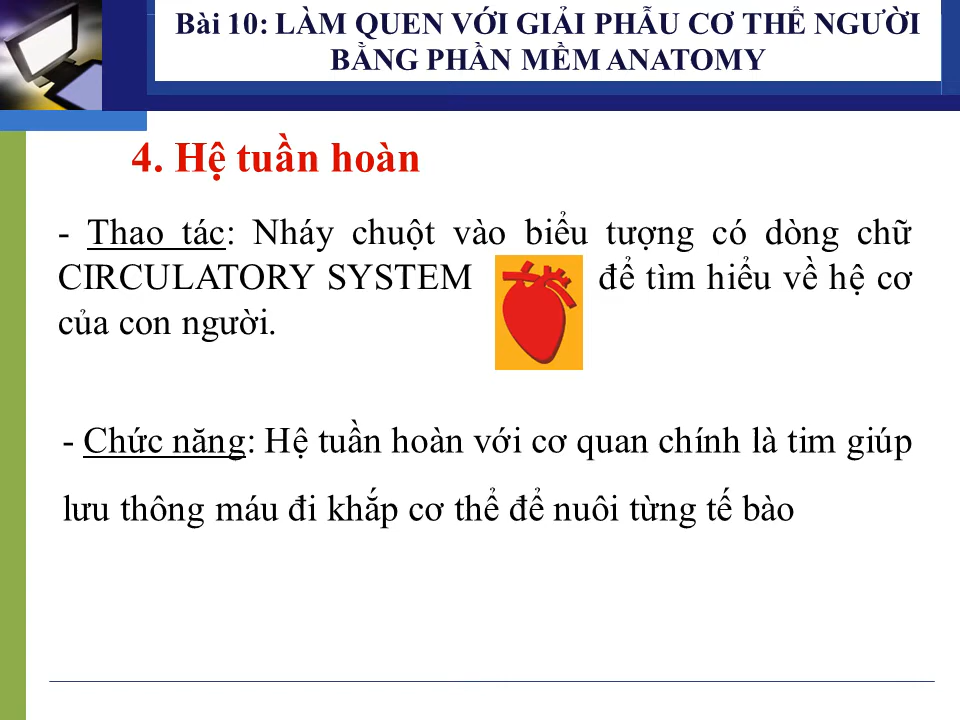 Bài 10: LÀM QUEN VỚI GIẢI PHẪU CƠ THỂ NGƯỜI
BẰNG PHẦN MỀM ANATOMY
4. Hệ tuần hoàn
- Thao tác: Nháy chuột vào biểu tượng có dòng chữ
CIRCULATORY SYSTEM để tìm hiểu về hệ cơ
của con người.
- Chức năng: Hệ tuần hoàn với cơ quan chính là tim giúp
lưu thông máu đi khắp cơ thể để nuôi từng tế bào